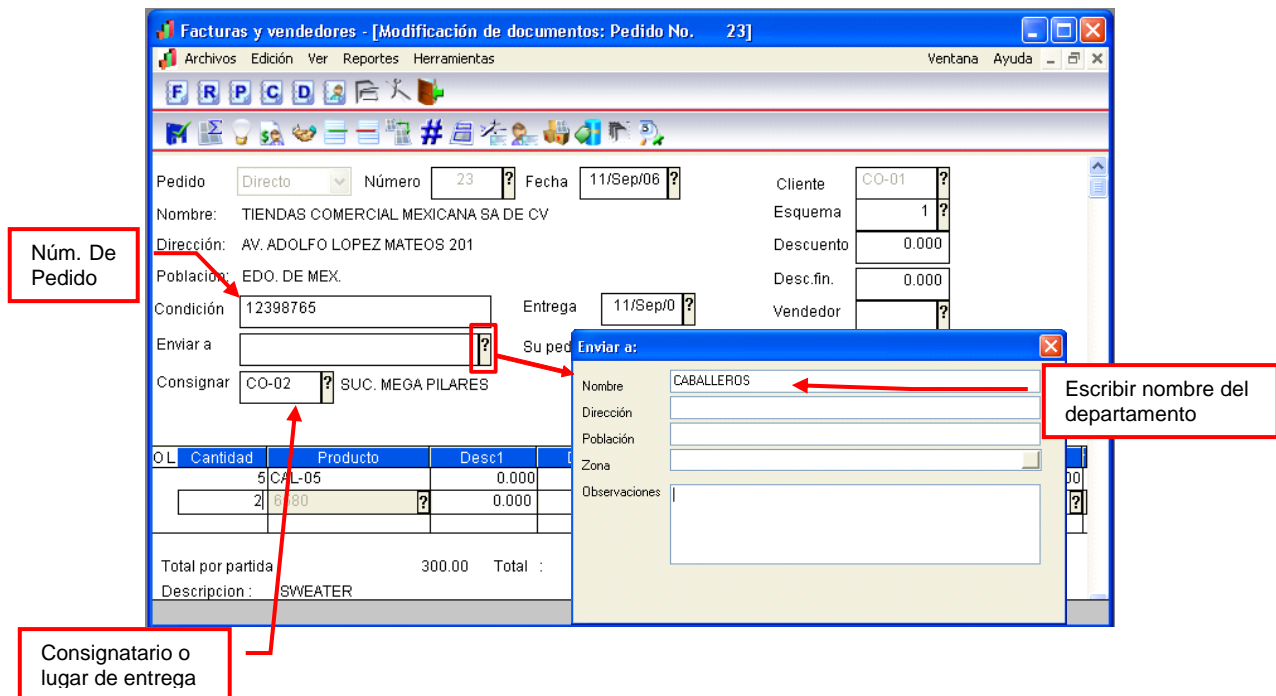 Facturas y vendedores - [Modificación de documentos: Pedido No. 23]
Archivos Edición Ver Reportes Herramientas Ventana Ayuda
F R P C D
Pedido Directo Número 23 ? Fecha 11/Sep/06 ? Cliente CO-01 ?
Nombre: TIENDAS COMERCIAL MEXICANA SA DE CV Esquema 1 ?
Dirección: AV. ADOLFO LOPEZ MATEOS 201 Descuento 0.000
Población: EDO. DE MEX. Desc.fin. 0.000
Condición 12398765 Entrega 11/Sep/0 ? Vendedor ?
Enviar a ? Su ped
Consignar CO-02 ? SUC. MEGA PILARES
O L Cantidad Producto Desc1
5 CAL-05 0.000
2 ? 0.000 ?
Total por partida 300.00 Total :
Descripcion : SWEATER
Enviar a:
Nombre CABALLEROS
Dirección
Población
Zona
Observaciones
Núm. De
Pedido
Escribir nombre del
departamento
Consignatario o
lugar de entrega